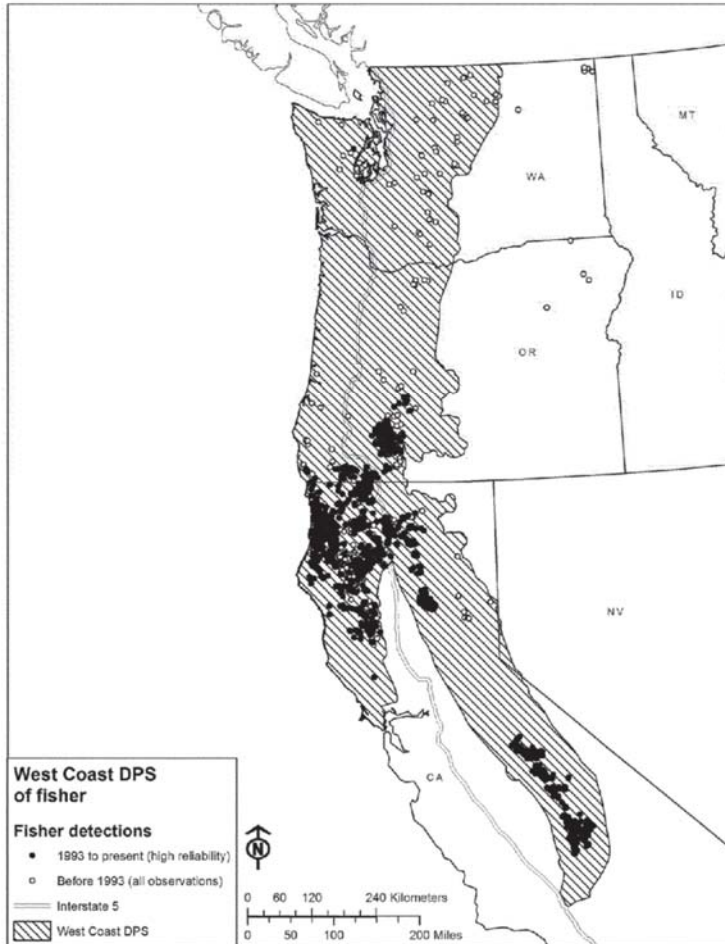 MT
WA
ID
OR
NV
CA
West Coast DPS
of fisher
Fisher detections
1993 to present (high reliability)
Before 1993 (all observations)
Interstate 5
West Coast DPS
N
0 60 120 240 Kilometers
0 50 100 200 Miles